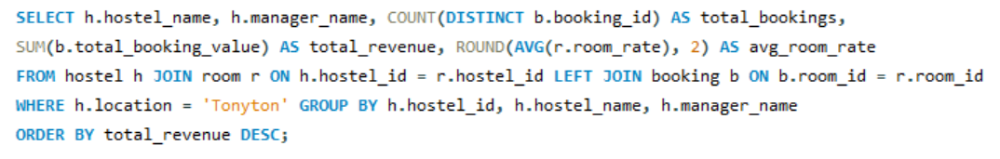 SELECT h.hostel_name, h.manager_name, COUNT(DISTINCT b.booking_id) AS total_bookings,
SUM(b.total_booking_value) AS total_revenue, ROUND(AVG(r.room_rate), 2) AS avg_room_rate
FROM hostel h JOIN room r ON h.hostel_id = r.hostel_id LEFT JOIN booking b ON b.room_id = r.room_id
WHERE h.location = 'Tonyton' GROUP BY h.hostel_id, h.hostel_name, h.manager_name
ORDER BY total_revenue DESC;